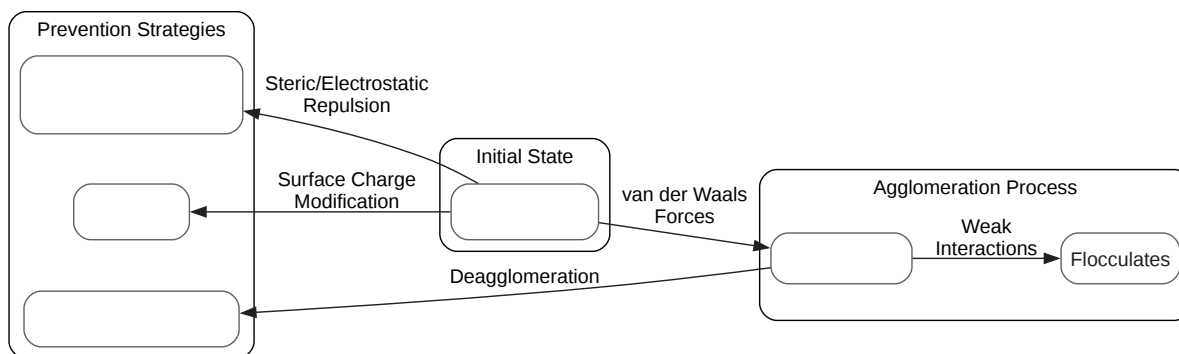 Prevention Strategies
Steric/Electrostatic
Repulsion
Initial State
Surface Charge
Modification
van der Waals
Forces
Agglomeration Process
Weak
Interactions
Flocculates
Deagglomeration